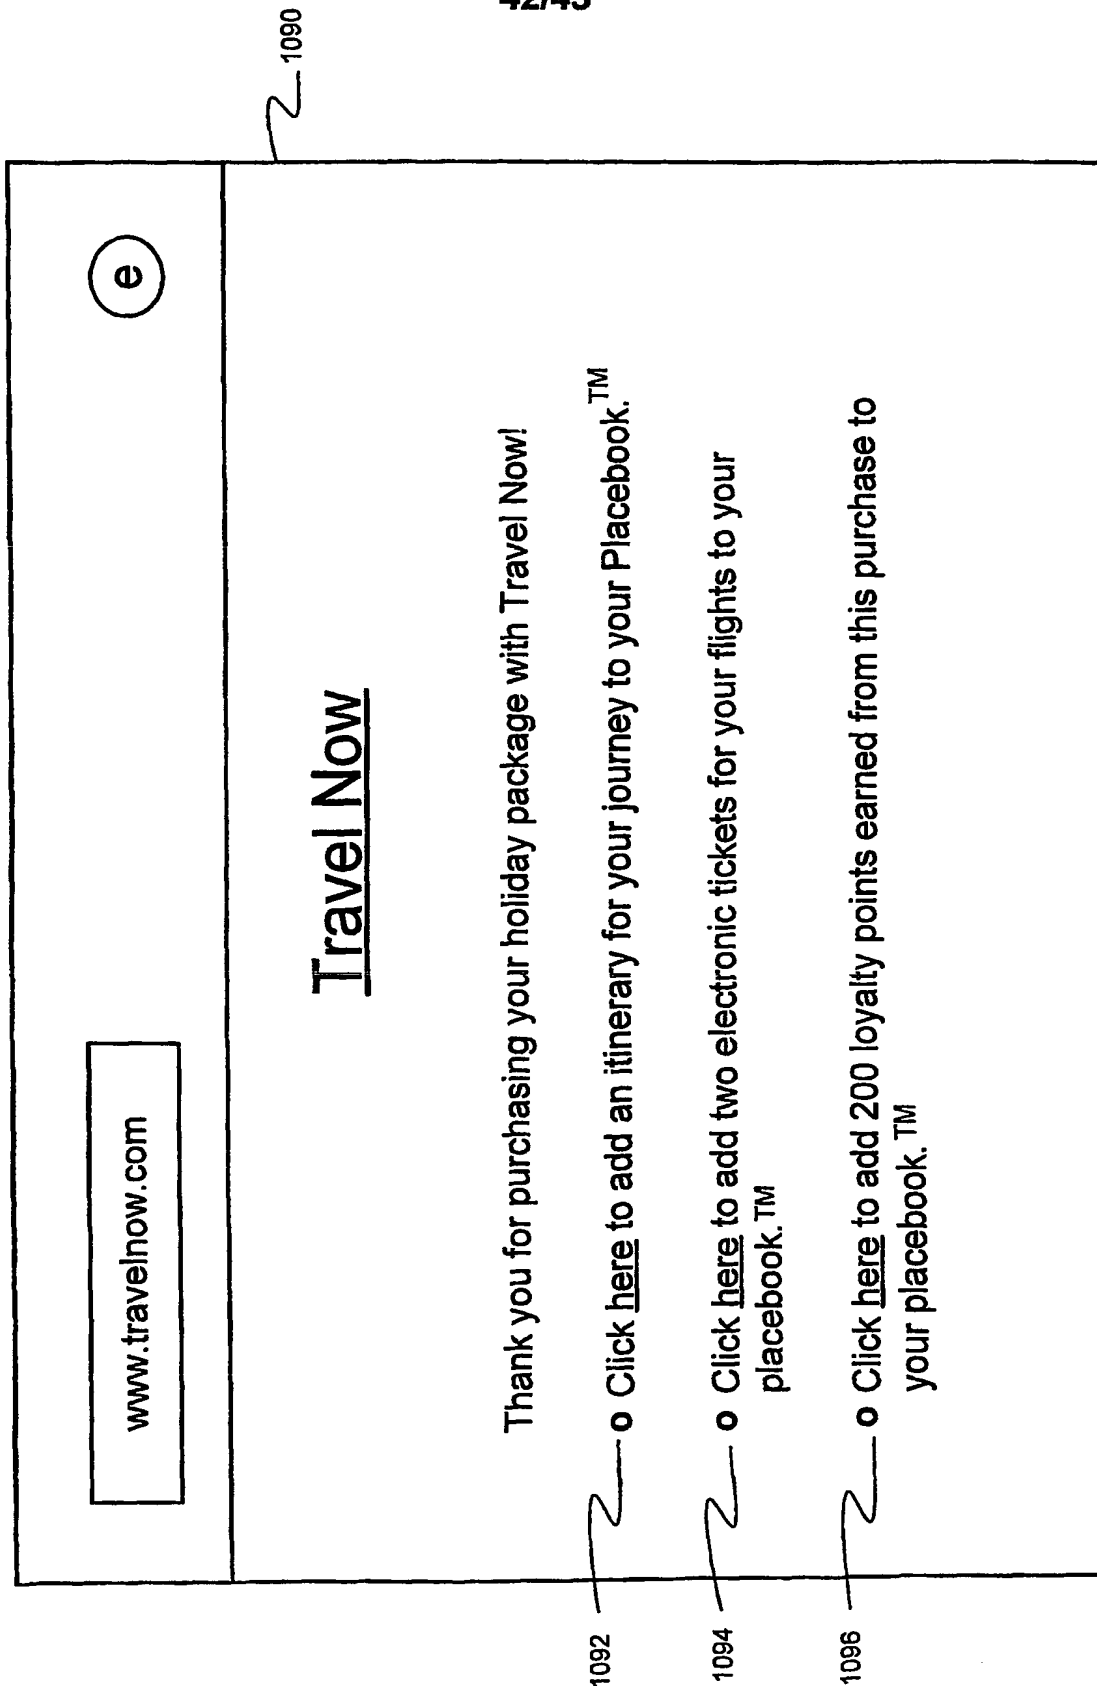 42/43
1090
www.travelnow.com
e
Travel Now
Thank you for purchasing your holiday package with Travel Now!
1092
o Click here to add an itinerary for your journey to your Placebook.TM
1094
o Click here to add two electronic tickets for your flights to your
placebook.TM
1096
o Click here to add 200 loyalty points earned from this purchase to
your placebook.TM